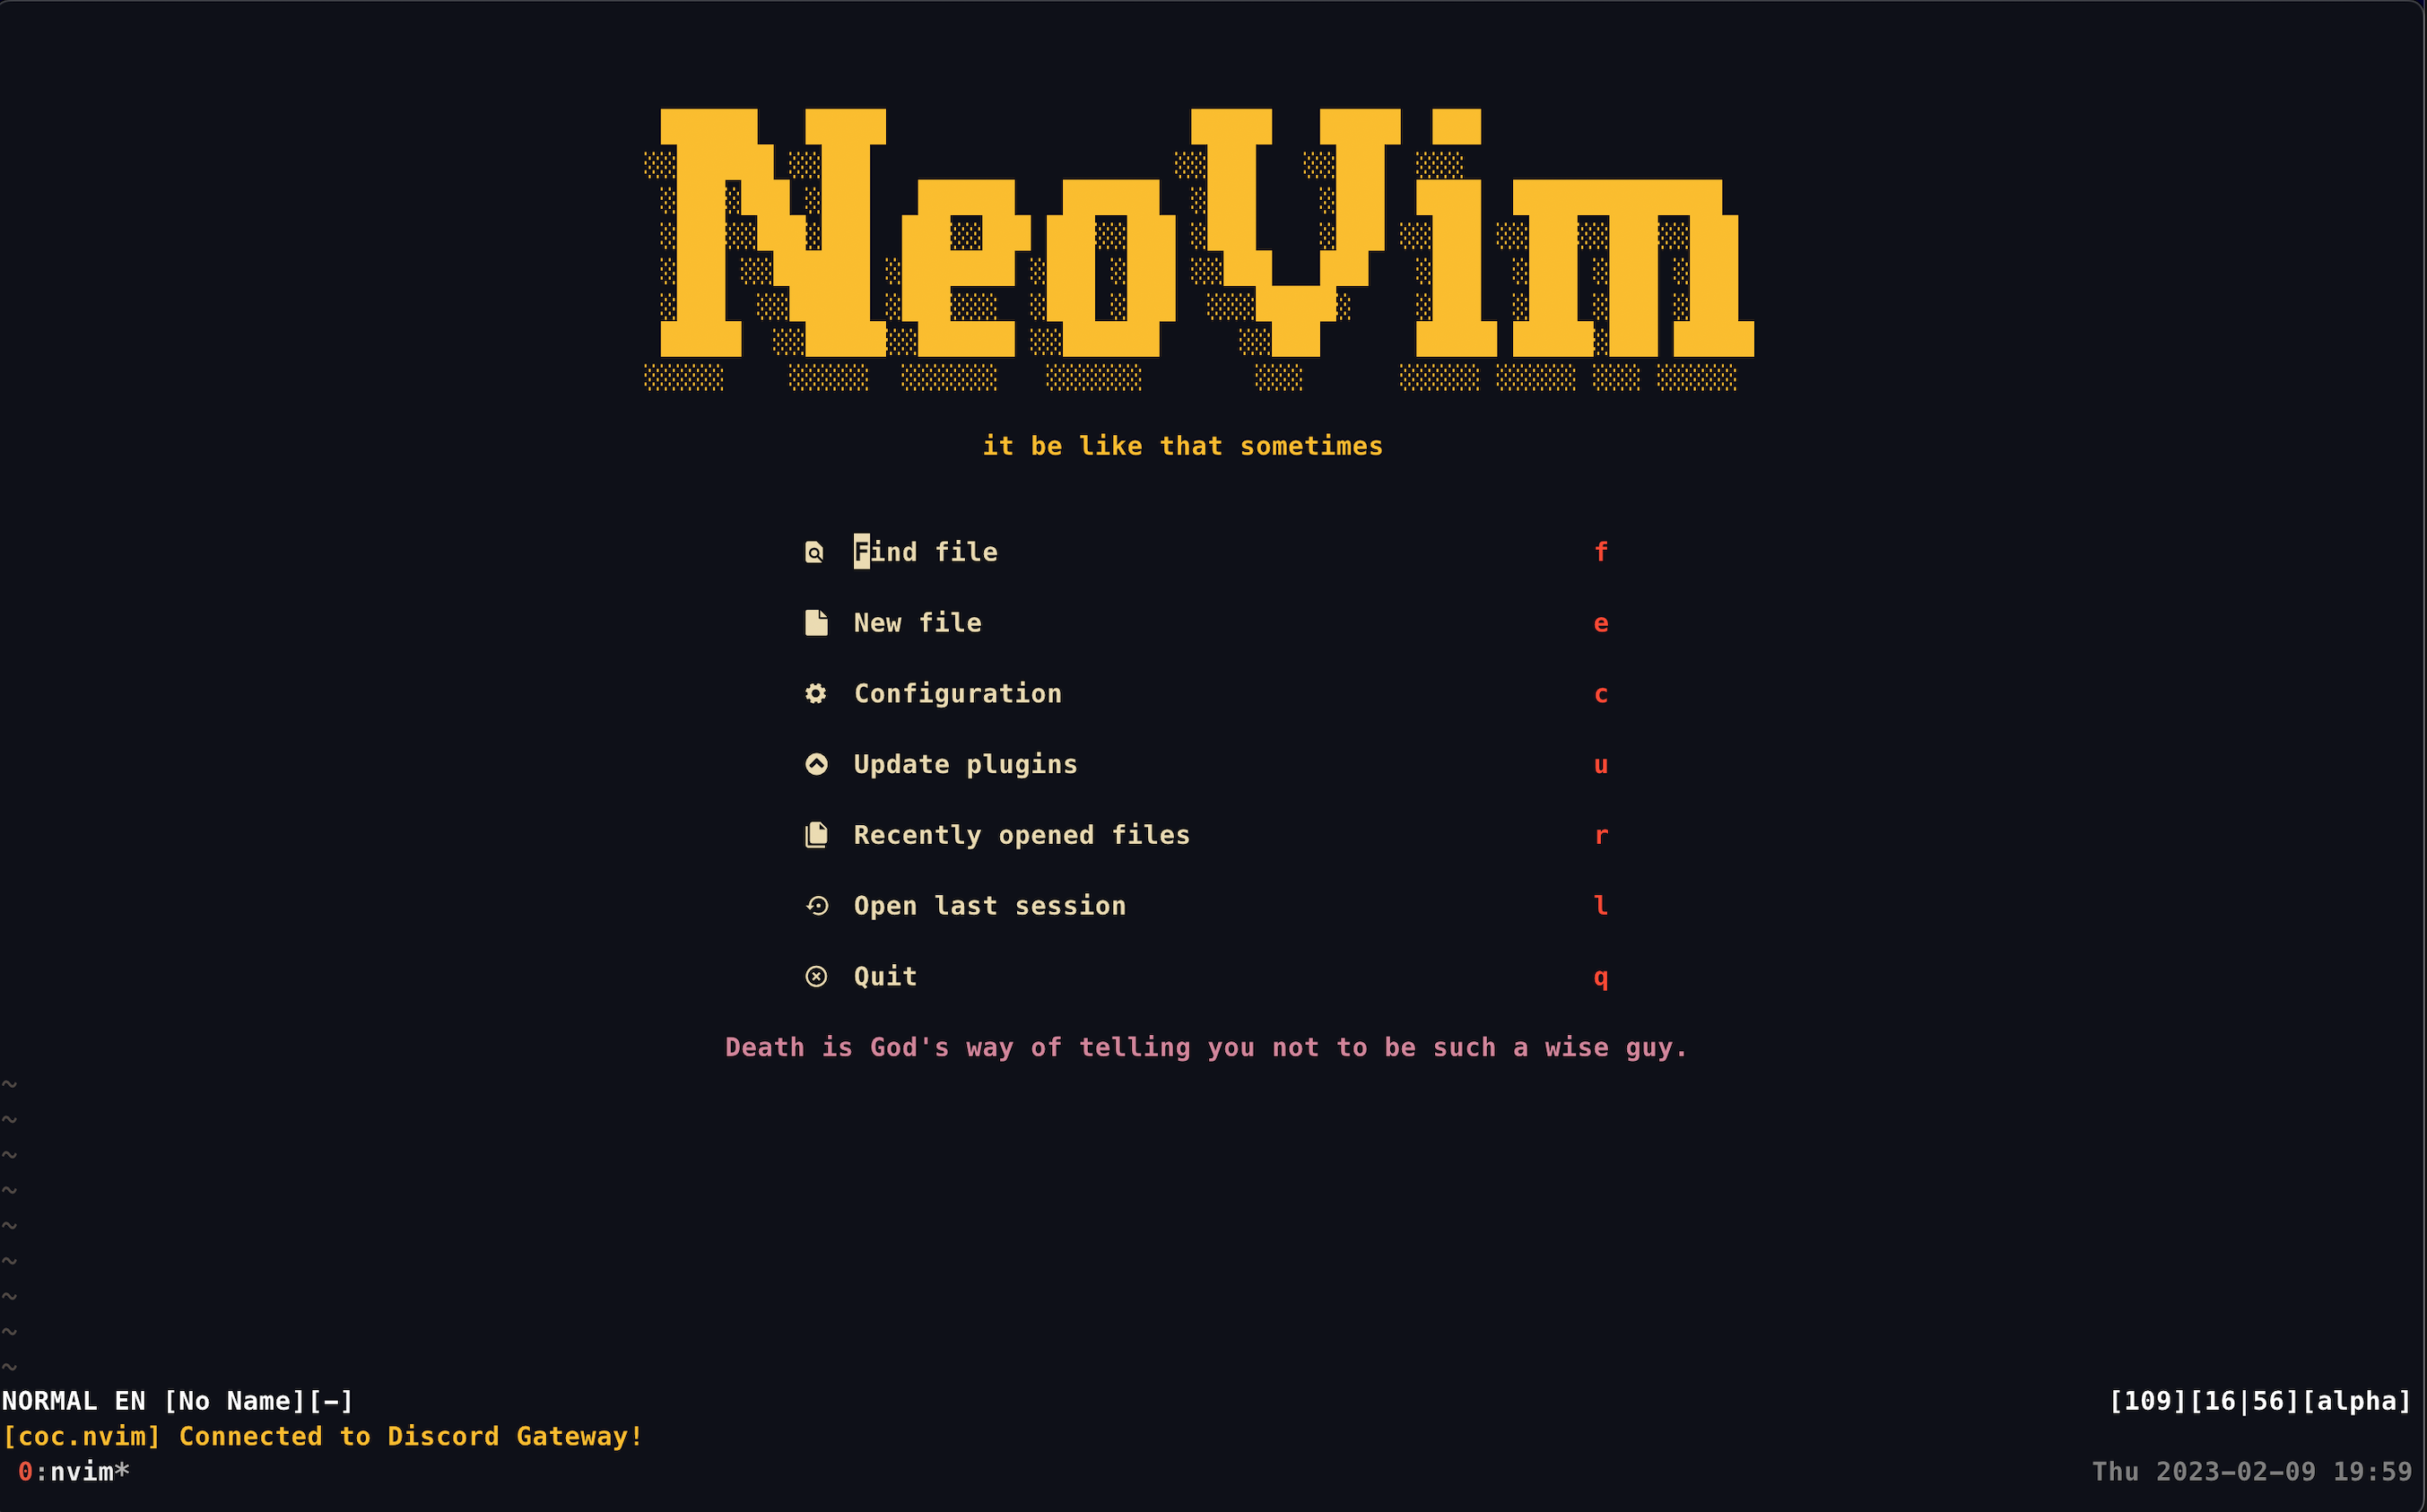 NeoVim
it be like that sometimes
Find file f
New file e
Configuration c
Update plugins u
Recently opened files r
Open last session l
Quit q
Death is God's way of telling you not to be such a wise guy.
~
~
~
~
~
~
~
~
~
NORMAL EN [No Name][-] [109][16|56][alpha]
[coc.nvim] Connected to Discord Gateway!
0:nvim* Thu 2023-02-09 19:59